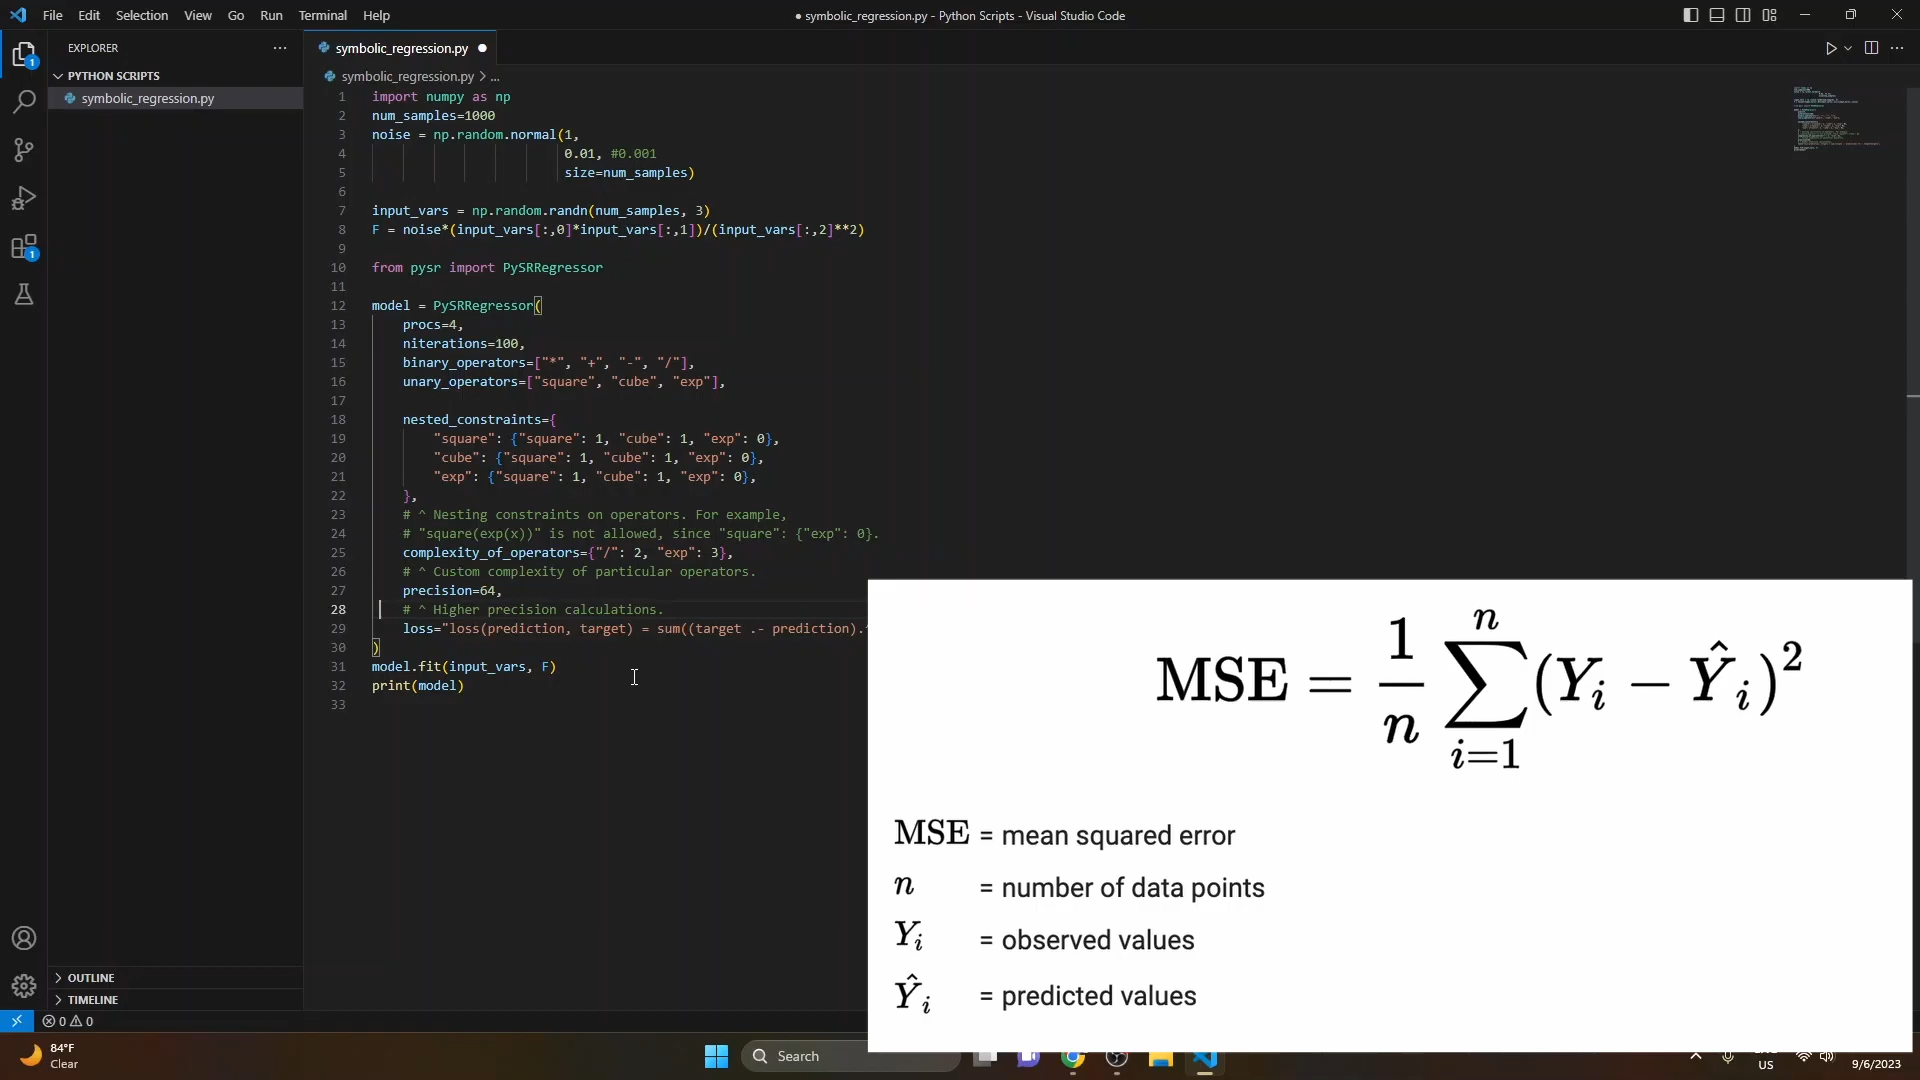 File Edit Selection View Go Run Terminal Help
● symbolic_regression.py - Python Scripts - Visual Studio Code
EXPLORER
PYTHON SCRIPTS
symbolic_regression.py
symbolic_regression.py
symbolic_regression.py > ...
1 import numpy as np
2 num_samples=1000
3 noise = np.random.normal(1,
4 0.01, #0.001
5 size=num_samples)
6
7 input_vars = np.random.randn(num_samples, 3)
8 F = noise*(input_vars[:,0]*input_vars[:,1])/(input_vars[:,2]**2)
9
10 from pysr import PySRRegressor
11
12 model = PySRRegressor(
13 procs=4,
14 niterations=100,
15 binary_operators=["*", "+", "-", "/"],
16 unary_operators=["square", "cube", "exp"],
17
18 nested_constraints={
19 "square": {"square": 1, "cube": 1, "exp": 0},
20 "cube": {"square": 1, "cube": 1, "exp": 0},
21 "exp": {"square": 1, "cube": 1, "exp": 0},
22 },
23 # ^ Nesting constraints on operators. For example,
24 # "square(exp(x))" is not allowed, since "square": {"exp": 0}.
25 complexity_of_operators={"/": 2, "exp": 3},
26 # ^ Custom complexity of particular operators.
27 precision=64,
28 # ^ Higher precision calculations.
29 loss="loss(prediction, target) = sum((target .- prediction).^
30 )
31 model.fit(input_vars, F)
32 print(model)
33
MSE = 1/n ∑ i=1 n (Yi − Ŷi)²
MSE = mean squared error
n = number of data points
Yi = observed values
Ŷi = predicted values
OUTLINE
TIMELINE
0 0
84°F
Clear
Search
US
9/6/2023